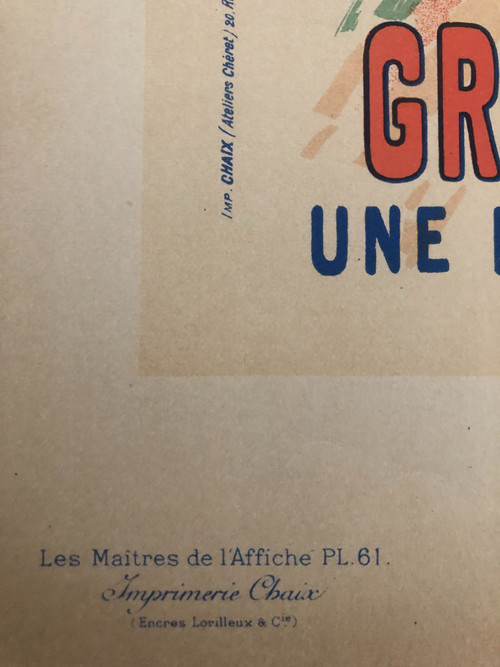 Imp. CHAIX (Ateliers Chéret) 20, R
GR
UNE
Les Maîtres de l'Affiche PL.61.
Imprimerie Chaix
(Encres Lorilleux & Cie)